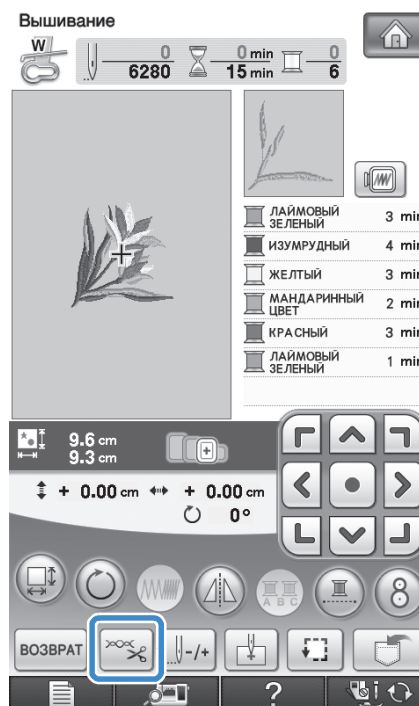 Вышивание
W
0 0 min 0
6280 15 min 6
ЛАЙМОВЫЙ ЗЕЛЕНЫЙ 3 min
ИЗУМРУДНЫЙ 4 min
ЖЕЛТЫЙ 3 min
МАНДАРИННЫЙ ЦВЕТ 2 min
КРАСНЫЙ 3 min
ЛАЙМОВЫЙ ЗЕЛЕНЫЙ 1 min
9.6 cm
9.3 cm
+ 0.00 cm + 0.00 cm
0°
A B C
8
ВОЗВРАТ
-/+
?